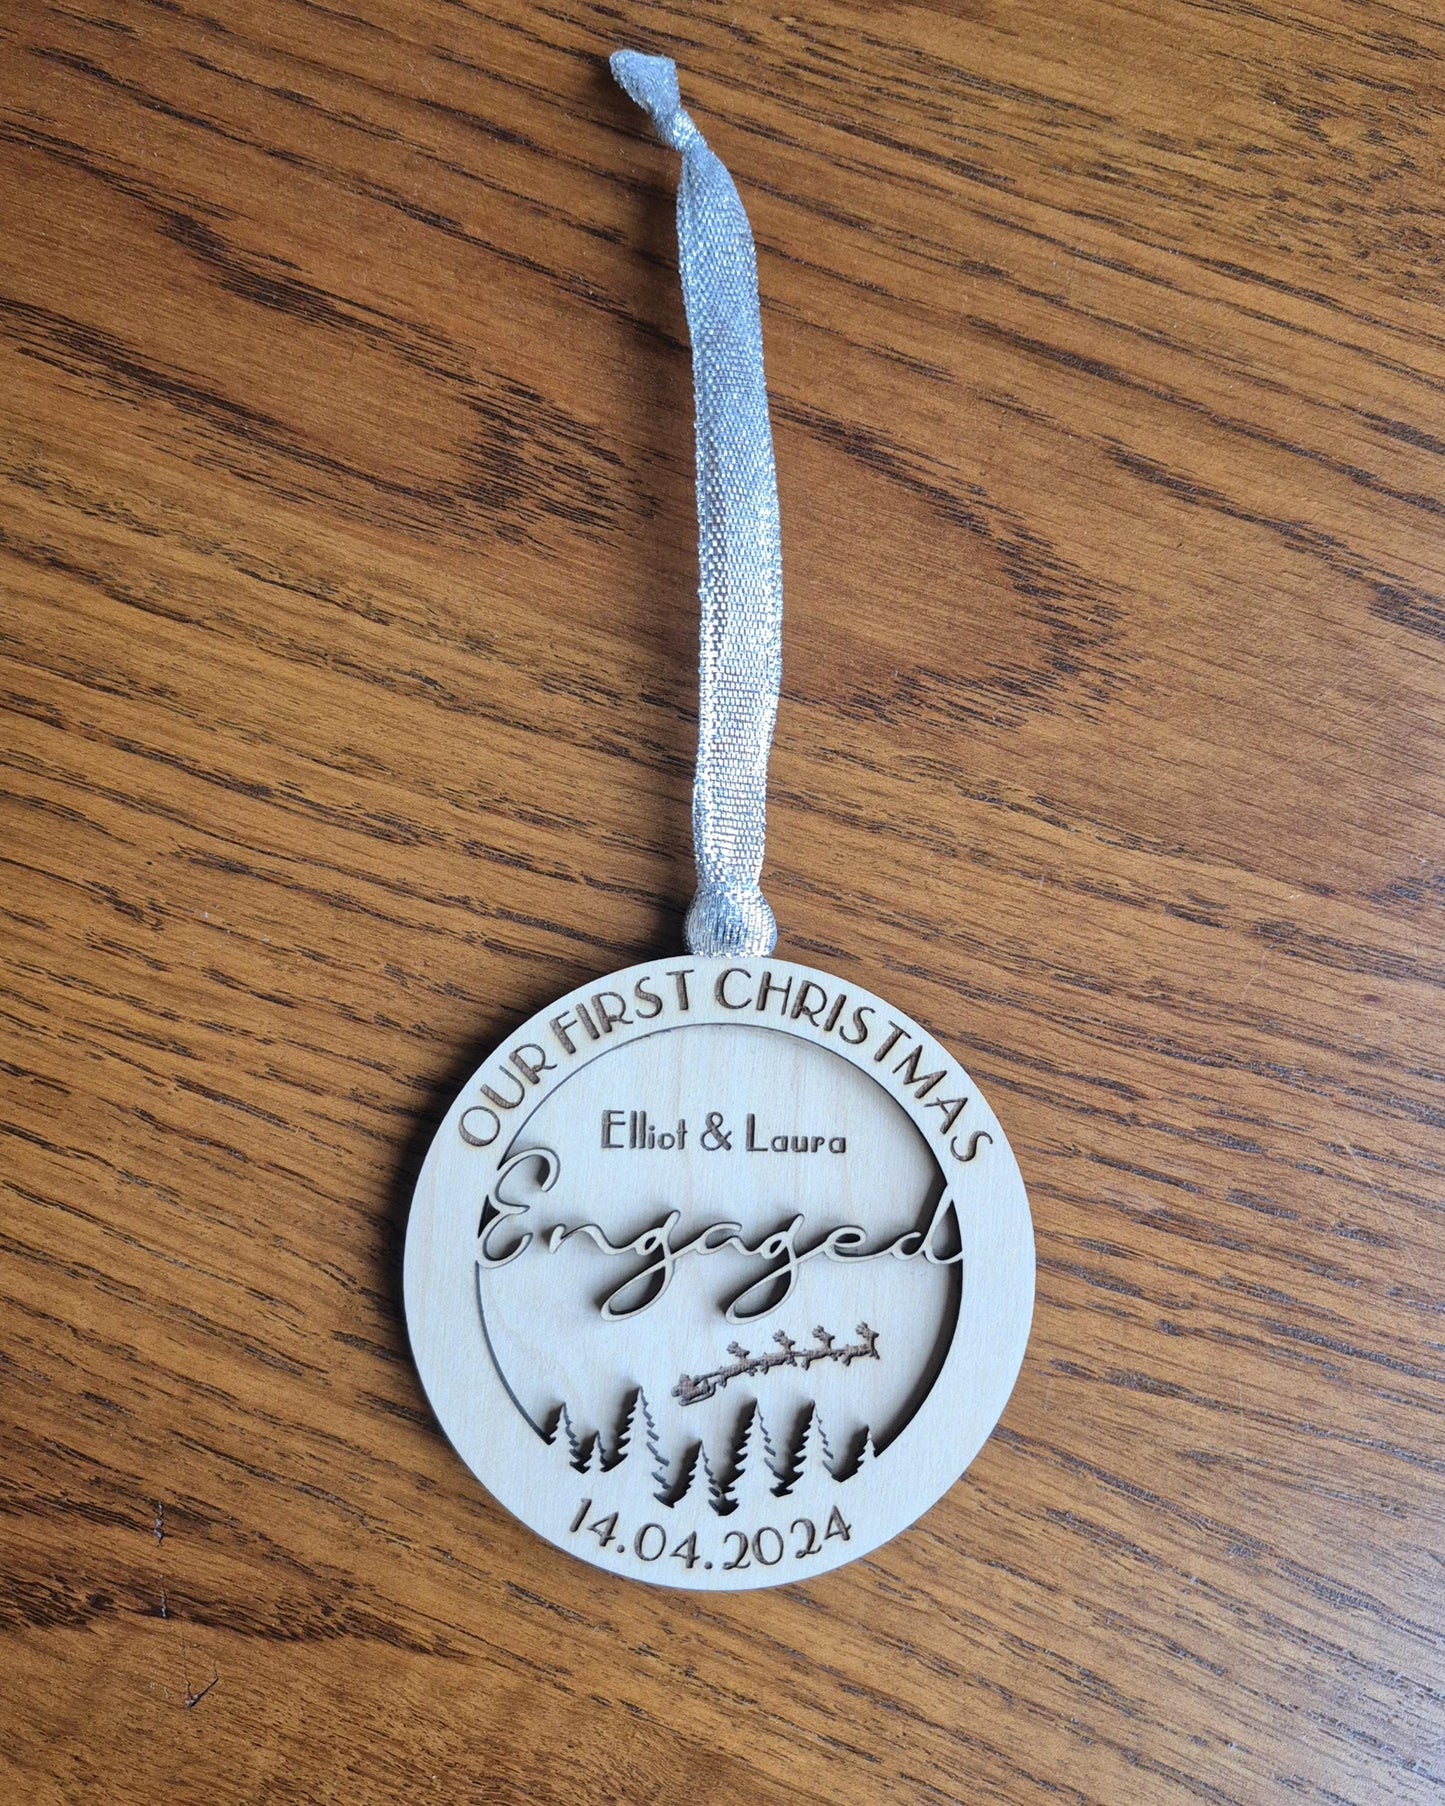 OUR FIRST CHRISTMAS
Elliot & Laura
Engaged
14.04.2024